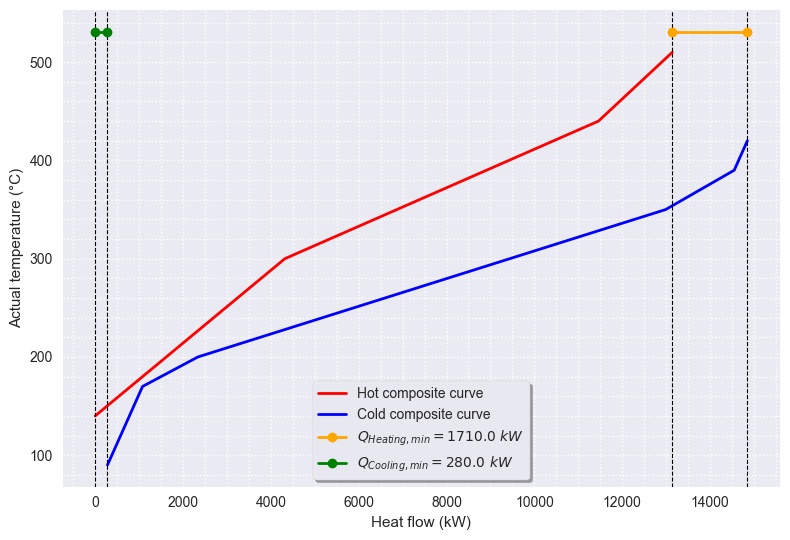 500
400
300
200
100
Actual temperature (°C)
Hot composite curve
Cold composite curve
Q_{Heating,min} = 1710.0 kW
Q_{Cooling,min} = 280.0 kW
0 2000 4000 6000 8000 10000 12000 14000
Heat flow (kW)